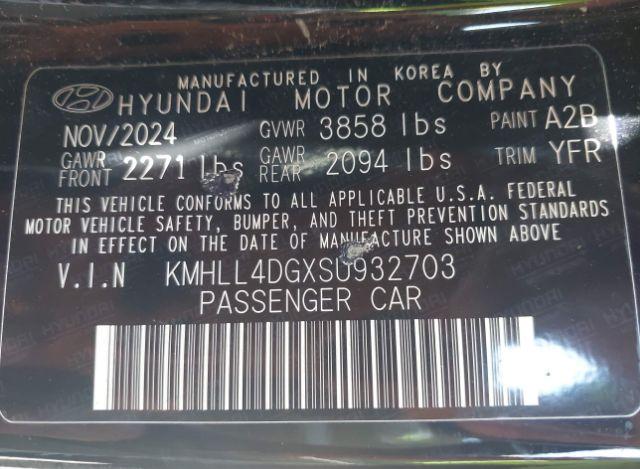 MANUFACTURED IN KOREA BY
HYUNDAI MOTOR COMPANY
NOV/2024 GVWR 3858 lbs PAINT A2B
GAWR FRONT 2271 lbs GAWR REAR 2094 lbs TRIM YFR
THIS VEHICLE CONFORMS TO ALL APPLICABLE U.S.A. FEDERAL
MOTOR VEHICLE SAFETY, BUMPER, AND THEFT PREVENTION STANDARDS
IN EFFECT ON THE DATE OF MANUFACTURE SHOWN ABOVE.
V.I.N KMHLL4DGXSU932703
PASSENGER CAR